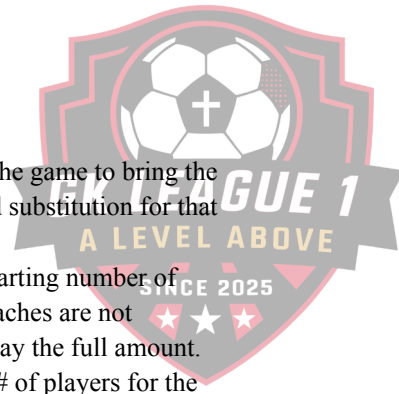 he game to bring the
l substitution for that
GK LEAGUE 1
A LEVEL ABOVE
arting number of
SINCE 2025
aches are not
ay the full amount.
# of players for the